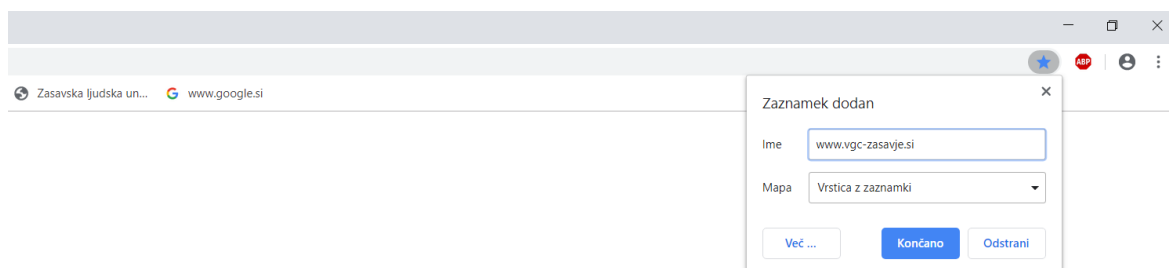 ABP
Zasavska ljudska un... www.google.si
Zaznamek dodan
Ime www.vgc-zasavje.si
Mapa Vrstica z zaznamki
Več ... Končano Odstrani